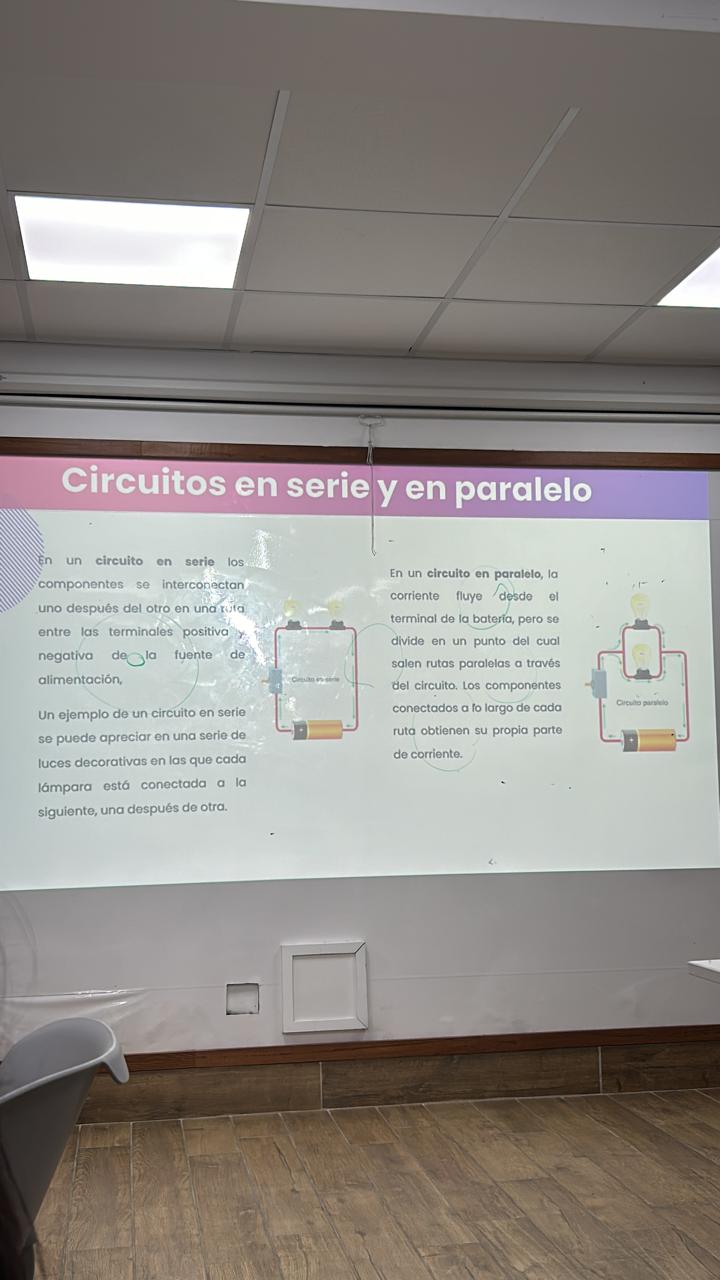 Circuitos en serie y en paralelo
En un circuito en serie los
componentes se interconectan
uno después del otro en una ruta
entre las terminales positiva y
negativa de la fuente de
alimentación,
Un ejemplo de un circuito en serie
se puede apreciar en una serie de
luces decorativas en las que cada
lámpara está conectada a la
siguiente, una después de otra.
Circuito en serie
En un circuito en paralelo, la
corriente fluye desde el
terminal de la batería, pero se
divide en un punto del cual
salen rutas paralelas a través
del circuito. Los componentes
conectados a lo largo de cada
ruta obtienen su propia parte
de corriente.
Circuito paralelo